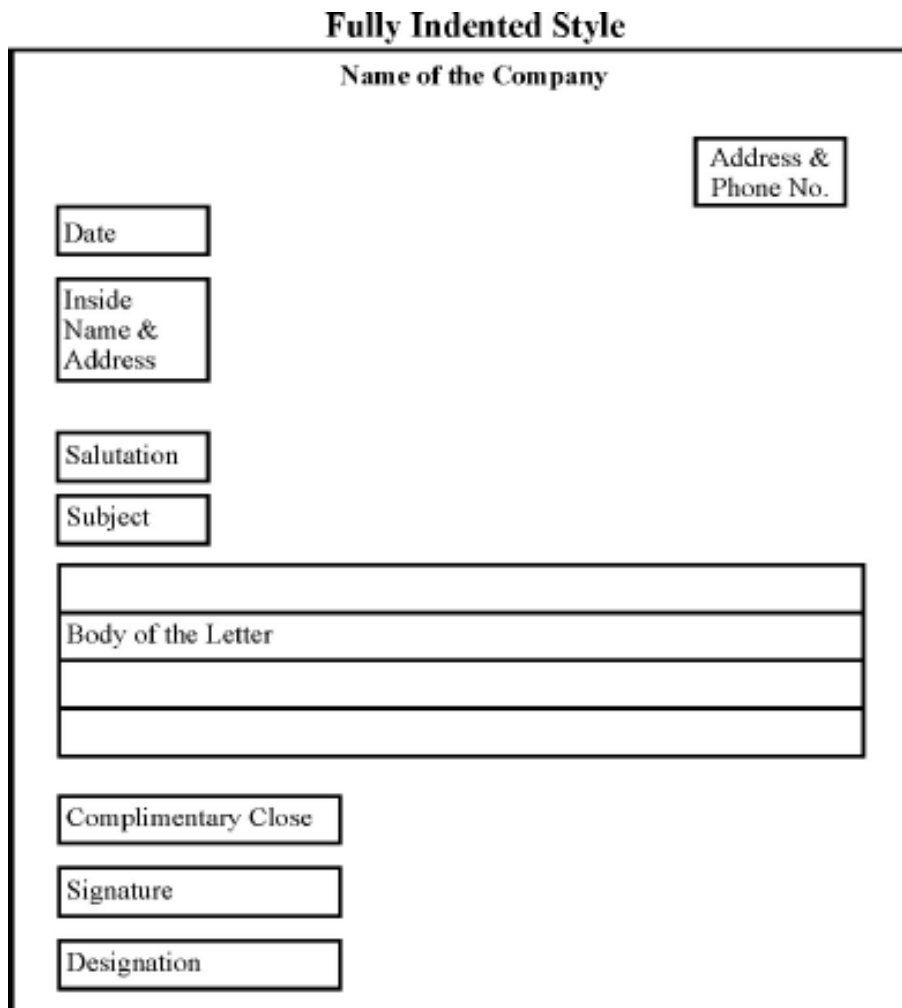 Fully Indented Style
Name of the Company
Address &
Phone No.
Date
Inside
Name &
Address
Salutation
Subject
Body of the Letter
Complimentary Close
Signature
Designation